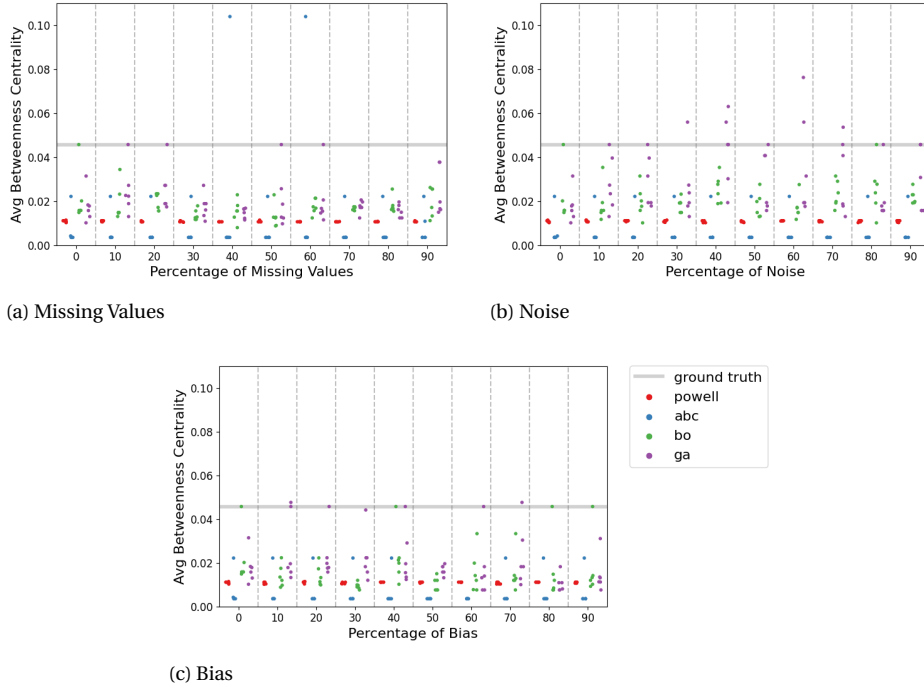 0.10
0.08
0.06
0.04
0.02
0.00
Avg Betweenness Centrality
0 10 20 30 40 50 60 70 80 90
Percentage of Missing Values
(a) Missing Values
0.10
0.08
0.06
0.04
0.02
0.00
Avg Betweenness Centrality
0 10 20 30 40 50 60 70 80 90
Percentage of Noise
(b) Noise
0.10
0.08
0.06
0.04
0.02
0.00
Avg Betweenness Centrality
0 10 20 30 40 50 60 70 80 90
Percentage of Bias
(c) Bias
ground truth
powell
abc
bo
ga